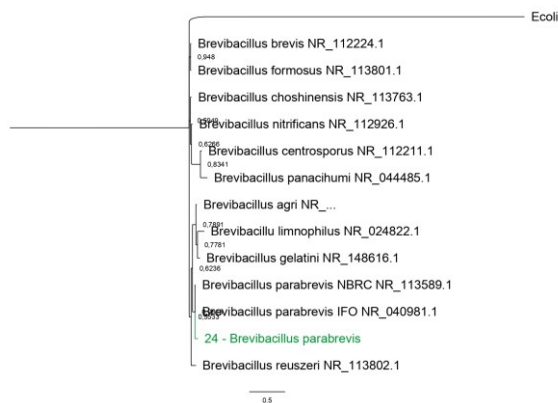 Ecoli
Brevibacillus brevis NR_112224.1
0,948
Brevibacillus formosus NR_113801.1
Brevibacillus choshinensis NR_113763.1
Brevibacillus nitrificans NR_112926.1
0,6266
Brevibacillus centrosporus NR_112211.1
0,8341
Brevibacillus panacihumi NR_044485.1
Brevibacillus agri NR_...
0,7891
Brevibacillu limnophilus NR_024822.1
0,7781
Brevibacillus gelatini NR_148616.1
0,6236
Brevibacillus parabrevis NBRC NR_113589.1
Brevibacillus parabrevis IFO NR_040981.1
24 - Brevibacillus parabrevis
Brevibacillus reuszeri NR_113802.1
0.5